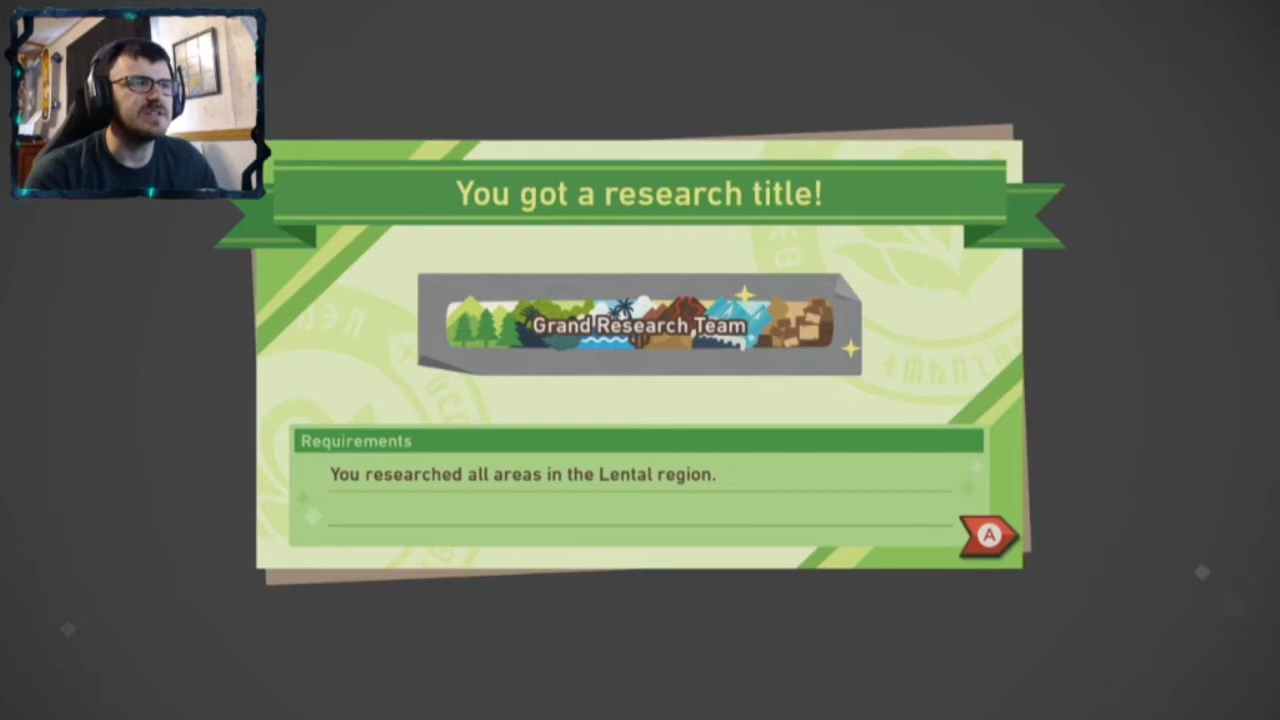 You got a research title!
Grand Research Team
Requirements
You researched all areas in the Lental region.
A